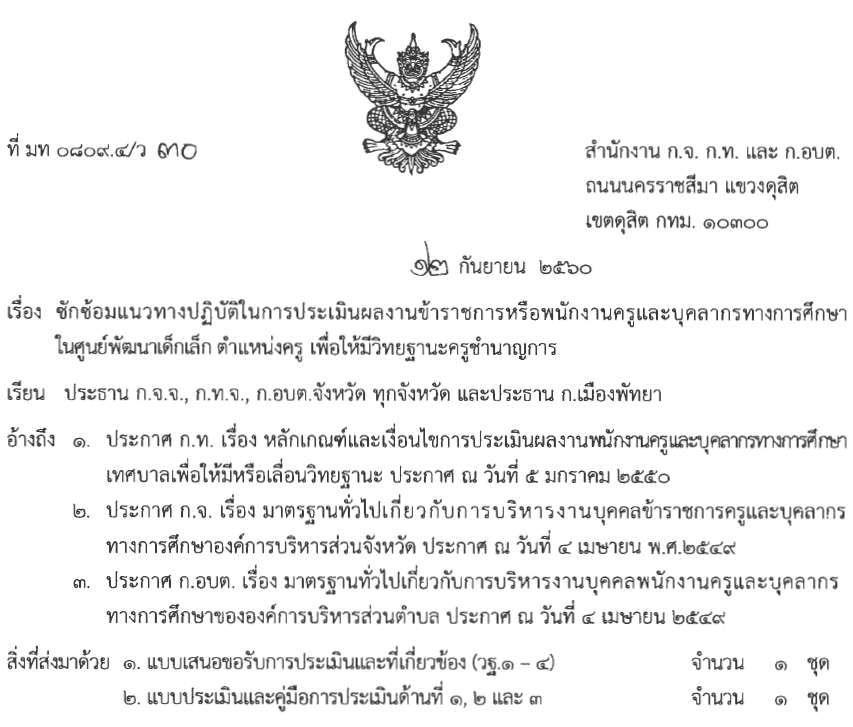 ที่ มท ๐๘๐๙.๔/ว ๓๐
สำนักงาน ก.จ. ก.ท. และ ก.อบต.
ถนนนครราชสีมา แขวงดุสิต
เขตดุสิต กทม. ๑๐๓๐๐
๑๒ กันยายน ๒๕๖๐
เรื่อง ซักซ้อมแนวทางปฏิบัติในการประเมินผลงานข้าราชการหรือพนักงานครูและบุคลากรทางการศึกษา
ในศูนย์พัฒนาเด็กเล็ก ตำแหน่งครู เพื่อให้มีวิทยฐานะครูชำนาญการ
เรียน ประธาน ก.จ.จ., ก.ท.จ., ก.อบต.จังหวัด ทุกจังหวัด และประธาน ก.เมืองพัทยา
อ้างถึง ๑. ประกาศ ก.ท. เรื่อง หลักเกณฑ์และเงื่อนไขการประเมินผลงานพนักงานครูและบุคลากรทางการศึกษา
เทศบาลเพื่อให้มีหรือเลื่อนวิทยฐานะ ประกาศ ณ วันที่ ๕ มกราคม ๒๕๕๐
๒. ประกาศ ก.จ. เรื่อง มาตรฐานทั่วไปเกี่ยวกับการบริหารงานบุคคลข้าราชการครูและบุคลากร
ทางการศึกษาองค์การบริหารส่วนจังหวัด ประกาศ ณ วันที่ ๔ เมษายน พ.ศ.๒๕๔๙
๓. ประกาศ ก.อบต. เรื่อง มาตรฐานทั่วไปเกี่ยวกับการบริหารงานบุคคลพนักงานครูและบุคลากร
ทางการศึกษาขององค์การบริหารส่วนตำบล ประกาศ ณ วันที่ ๔ เมษายน ๒๕๔๙
สิ่งที่ส่งมาด้วย ๑. แบบเสนอขอรับการประเมินและที่เกี่ยวข้อง (วฐ.๑ – ๔) จำนวน ๑ ชุด
๒. แบบประเมินและคู่มือการประเมินด้านที่ ๑, ๒ และ ๓ จำนวน ๑ ชุด